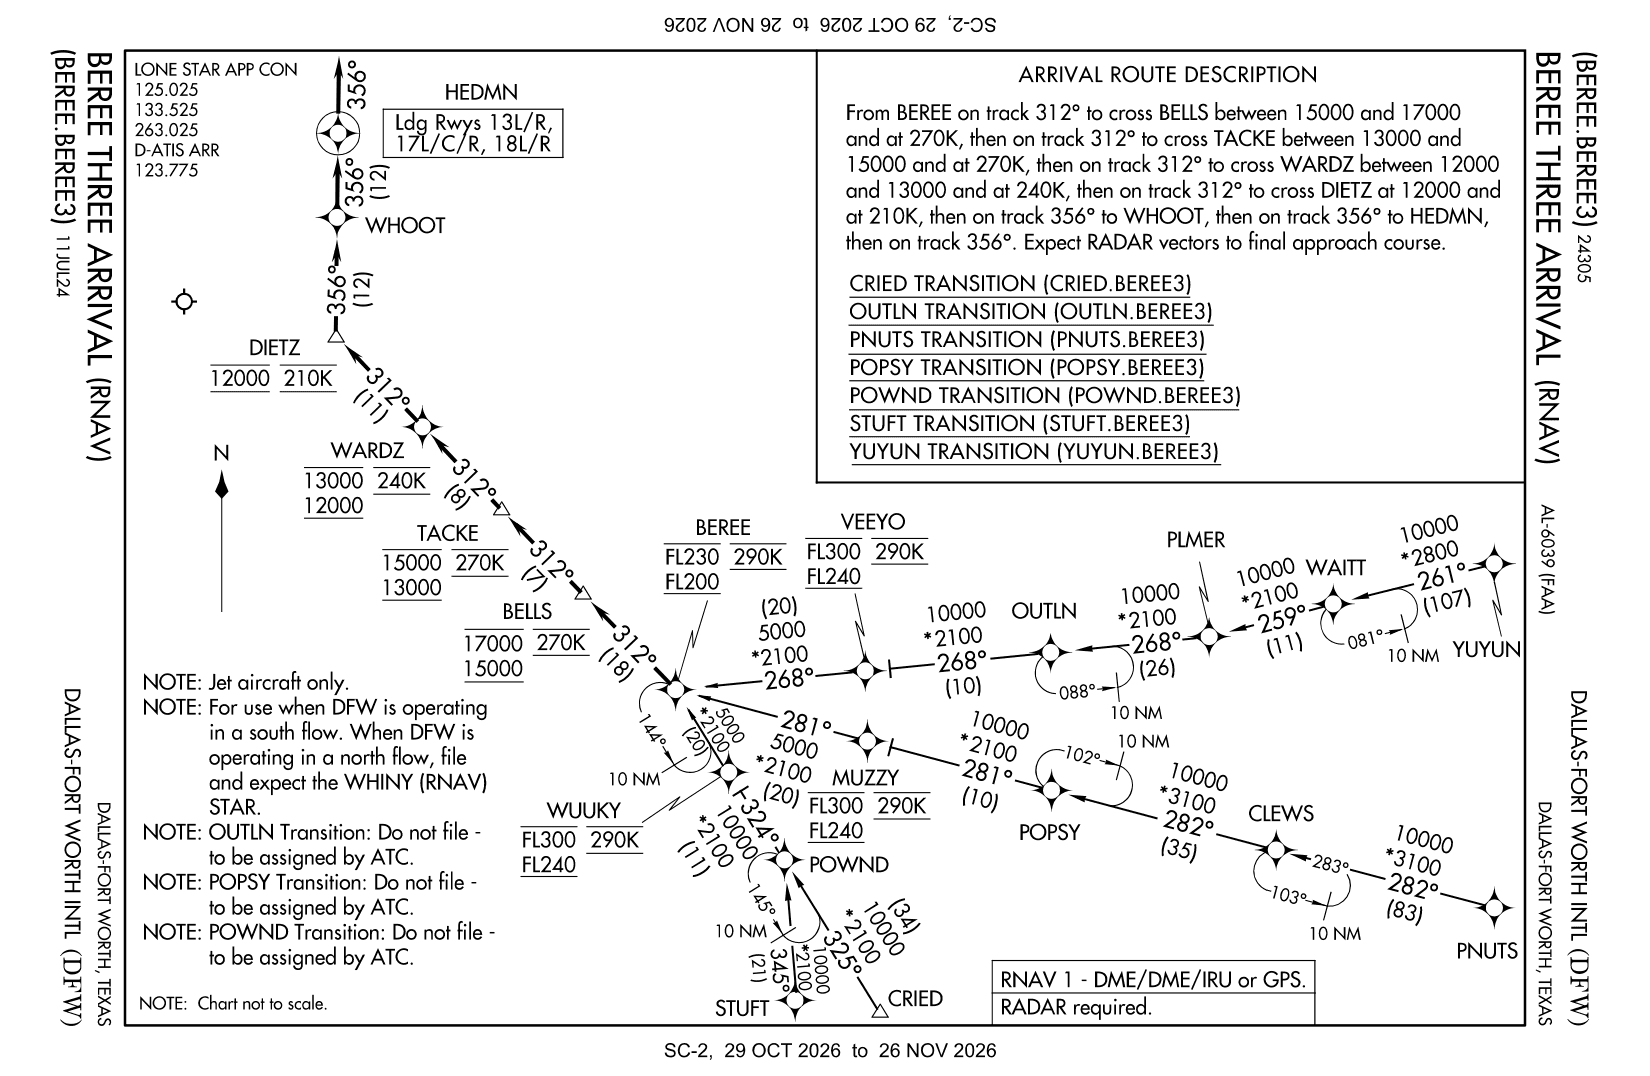 SC-2, 29 OCT 2026 to 26 NOV 2026
BEREE THREE ARRIVAL (RNAV)
(BEREE.BEREE3) 11JUL24
DALLAS-FORT WORTH INTL (DFW)
DALLAS-FORT WORTH, TEXAS
LONE STAR APP CON
125.025
133.525
263.025
D-ATIS ARR
123.775
356°
HEDMN
Ldg Rwys 13L/R,
17L/C/R, 18L/R
356°
(12)
WHOOT
356°
(12)
DIETZ
12000 210K
312°
(11)
N
WARDZ
13000 240K
12000
312°
(8)
TACKE
15000 270K
13000
312°
(7)
BELLS
17000 270K
15000
312°
(18)
ARRIVAL ROUTE DESCRIPTION
From BEREE on track 312° to cross BELLS between 15000 and 17000
and at 270K, then on track 312° to cross TACKE between 13000 and
15000 and at 270K, then on track 312° to cross WARDZ between 12000
and 13000 and at 240K, then on track 312° to cross DIETZ at 12000 and
at 210K, then on track 356° to WHOOT, then on track 356° to HEDMN,
then on track 356°. Expect RADAR vectors to final approach course.
CRIED TRANSITION (CRIED.BEREE3)
OUTLN TRANSITION (OUTLN.BEREE3)
PNUTS TRANSITION (PNUTS.BEREE3)
POPSY TRANSITION (POPSY.BEREE3)
POWND TRANSITION (POWND.BEREE3)
STUFT TRANSITION (STUFT.BEREE3)
YUYUN TRANSITION (YUYUN.BEREE3)
BEREE
FL230 290K
FL200
VEEYO
FL300 290K
FL240
(20)
5000
*2100
268°
10000
*2100
268°
(10)
OUTLN
088°
10 NM
10000
*2100
268°
(26)
PLMER
10000
*2100
259°
(11)
WAITT
081°
10 NM
10000
*2800
261°
(107)
YUYUN
144°
10 NM
5000
*2100
(20)
281°
5000
*2100
(20)
MUZZY
FL300 290K
FL240
10000
*2100
281°
(10)
102°
10 NM
POPSY
10000
*3100
282°
(35)
CLEWS
283°
103°
10 NM
10000
*3100
282°
(83)
PNUTS
WUUKY
FL300 290K
FL240
324°
10000
*2100
(11)
POWND
145°
10 NM
345°
(21)
10000
*2100
STUFT
(34)
10000
*2100
325°
CRIED
NOTE: Jet aircraft only.
NOTE: For use when DFW is operating
in a south flow. When DFW is
operating in a north flow, file
and expect the WHINY (RNAV)
STAR.
NOTE: OUTLN Transition: Do not file -
to be assigned by ATC.
NOTE: POPSY Transition: Do not file -
to be assigned by ATC.
NOTE: POWND Transition: Do not file -
to be assigned by ATC.
NOTE: Chart not to scale.
RNAV 1 - DME/DME/IRU or GPS.
RADAR required.
(BEREE.BEREE3) 24305
BEREE THREE ARRIVAL (RNAV)
AL-6039 (FAA)
DALLAS-FORT WORTH INTL (DFW)
DALLAS-FORT WORTH, TEXAS
SC-2, 29 OCT 2026 to 26 NOV 2026